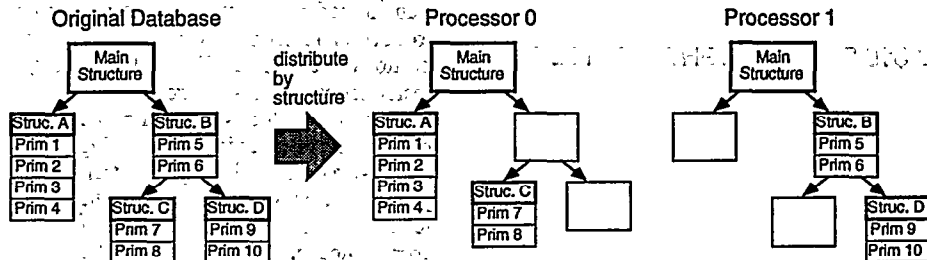 Original Database
Processor 0
Processor 1
Main
Structure
distribute
by
structure
Main
Structure
Main
Structure
Struc. A
Prim 1
Prim 2
Prim 3
Prim 4
Struc. B
Prim 5
Prim 6
Struc. C
Prim 7
Prim 8
Struc. D
Prim 9
Prim 10
Struc. A
Prim 1
Prim 2
Prim 3
Prim 4
Struc. C
Prim 7
Prim 8
Struc. B
Prim 5
Prim 6
Struc. D
Prim 9
Prim 10